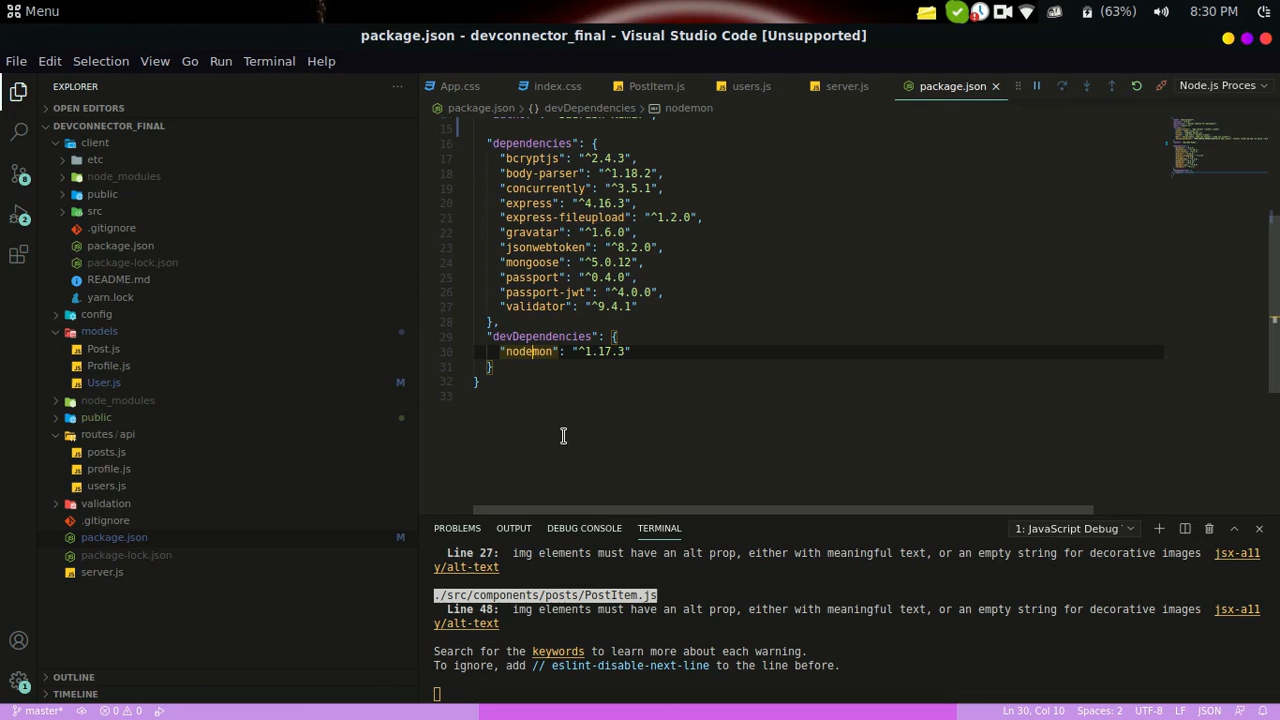 Menu
(63%)
8:30 PM
package.json - devconnector_final - Visual Studio Code [Unsupported]
File Edit Selection View Go Run Terminal Help
EXPLORER
OPEN EDITORS
DEVCONNECTOR_FINAL
client
etc
node_modules
public
src
.gitignore
package.json
package-lock.json
README.md
yarn.lock
config
models
Post.js
Profile.js
User.js M
node_modules
public
routes/api
posts.js
profile.js
users.js
validation
.gitignore
package.json M
package-lock.json
server.js
OUTLINE
TIMELINE
8
2
1
App.css index.css PostItem.js users.js server.js package.json Node.js Proces
package.json {} devDependencies nodemon
15
16 "dependencies": {
17 "bcryptjs": "^2.4.3",
18 "body-parser": "^1.18.2",
19 "concurrently": "^3.5.1",
20 "express": "^4.16.3",
21 "express-fileupload": "^1.2.0",
22 "gravatar": "^1.6.0",
23 "jsonwebtoken": "^8.2.0",
24 "mongoose": "^5.0.12",
25 "passport": "^0.4.0",
26 "passport-jwt": "^4.0.0",
27 "validator": "^9.4.1"
28 },
29 "devDependencies": {
30 "nodemon": "^1.17.3"
31 }
32 }
33
PROBLEMS OUTPUT DEBUG CONSOLE TERMINAL 1: JavaScript Debug
Line 27: img elements must have an alt prop, either with meaningful text, or an empty string for decorative images jsx-a11
y/alt-text
./src/components/posts/PostItem.js
Line 48: img elements must have an alt prop, either with meaningful text, or an empty string for decorative images jsx-a11
y/alt-text
Search for the keywords to learn more about each warning.
To ignore, add // eslint-disable-next-line to the line before.
master* 0 0 Ln 30, Col 10 Spaces: 2 UTF-8 LF JSON